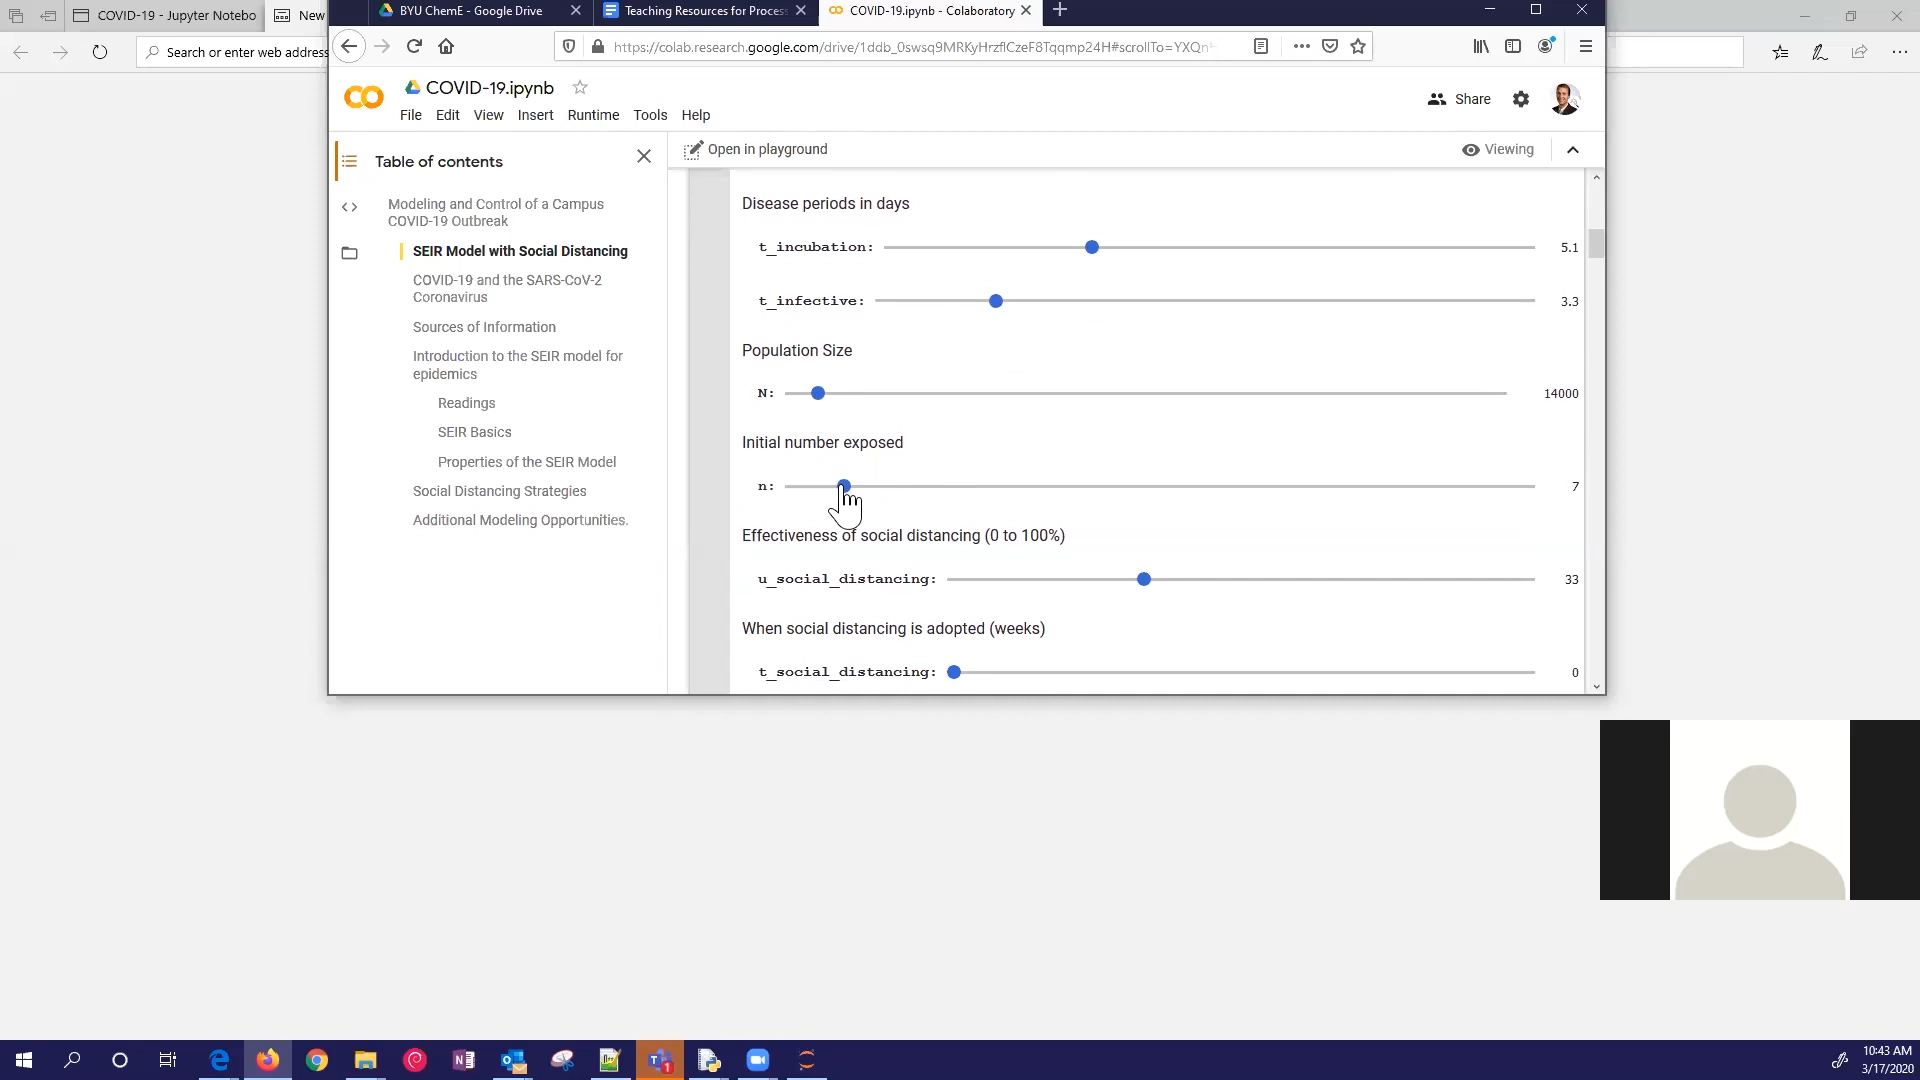 COVID-19 - Jupyter Notebo
New
BYU ChemE - Google Drive
Teaching Resources for Process
COVID-19.ipynb - Colaboratory
Search or enter web address
https://colab.research.google.com/drive/1ddb_0swsq9MRKyHrzflCzeF8Tqqmp24H#scrollTo=YXQn
COVID-19.ipynb
File Edit View Insert Runtime Tools Help
Share
Table of contents
Open in playground
Viewing
Modeling and Control of a Campus
COVID-19 Outbreak
SEIR Model with Social Distancing
COVID-19 and the SARS-CoV-2
Coronavirus
Sources of Information
Introduction to the SEIR model for
epidemics
Readings
SEIR Basics
Properties of the SEIR Model
Social Distancing Strategies
Additional Modeling Opportunities.
Disease periods in days
t_incubation: 5.1
t_infective: 3.3
Population Size
N: 14000
Initial number exposed
n: 7
Effectiveness of social distancing (0 to 100%)
u_social_distancing: 33
When social distancing is adopted (weeks)
t_social_distancing: 0
10:43 AM
3/17/2020